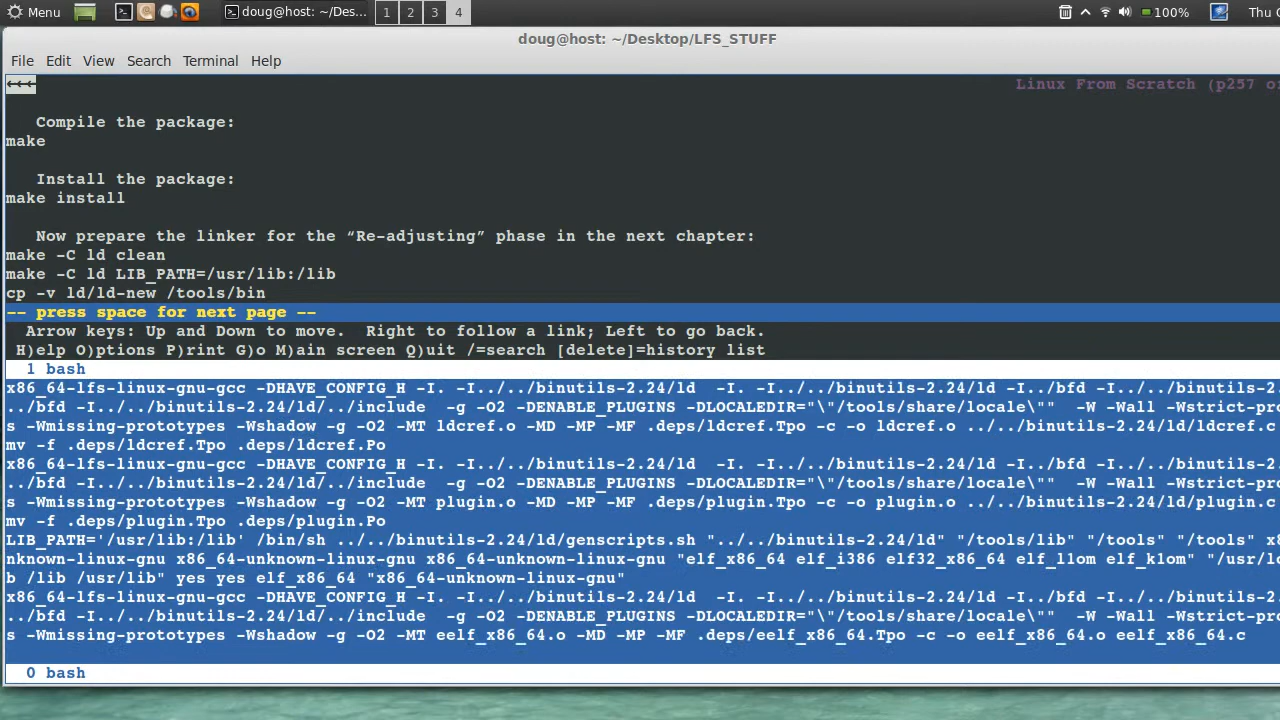 Menu
doug@host: ~/Des...
1 2 3 4
100%
Thu
doug@host: ~/Desktop/LFS_STUFF
File Edit View Search Terminal Help
←←←
Linux From Scratch (p257 o
Compile the package:
make
Install the package:
make install
Now prepare the linker for the “Re-adjusting” phase in the next chapter:
make -C ld clean
make -C ld LIB_PATH=/usr/lib:/lib
cp -v ld/ld-new /tools/bin
-- press space for next page --
Arrow keys: Up and Down to move.  Right to follow a link; Left to go back.
H)elp O)ptions P)rint G)o M)ain screen Q)uit /=search [delete]=history list
1 bash
x86_64-lfs-linux-gnu-gcc -DHAVE_CONFIG_H -I. -I../../binutils-2.24/ld  -I. -I../../binutils-2.24/ld -I../bfd -I../../binutils-2.
../bfd -I../../binutils-2.24/ld/../include  -g -O2 -DENABLE_PLUGINS -DLOCALEDIR="\"/tools/share/locale\""  -W -Wall -Wstrict-pro
s -Wmissing-prototypes -Wshadow -g -O2 -MT ldcref.o -MD -MP -MF .deps/ldcref.Tpo -c -o ldcref.o ../../binutils-2.24/ld/ldcref.c
mv -f .deps/ldcref.Tpo .deps/ldcref.Po
x86_64-lfs-linux-gnu-gcc -DHAVE_CONFIG_H -I. -I../../binutils-2.24/ld  -I. -I../../binutils-2.24/ld -I../bfd -I../../binutils-2.
../bfd -I../../binutils-2.24/ld/../include  -g -O2 -DENABLE_PLUGINS -DLOCALEDIR="\"/tools/share/locale\""  -W -Wall -Wstrict-pro
s -Wmissing-prototypes -Wshadow -g -O2 -MT plugin.o -MD -MP -MF .deps/plugin.Tpo -c -o plugin.o ../../binutils-2.24/ld/plugin.c
mv -f .deps/plugin.Tpo .deps/plugin.Po
LIB_PATH='/usr/lib:/lib' /bin/sh ../../binutils-2.24/ld/genscripts.sh "../../binutils-2.24/ld" "/tools/lib" "/tools" "/tools" x8
nknown-linux-gnu x86_64-unknown-linux-gnu x86_64-unknown-linux-gnu "elf_x86_64 elf_i386 elf32_x86_64 elf_l1om elf_k1om" "/usr/lo
b /lib /usr/lib" yes yes elf_x86_64 "x86_64-unknown-linux-gnu"
x86_64-lfs-linux-gnu-gcc -DHAVE_CONFIG_H -I. -I../../binutils-2.24/ld  -I. -I../../binutils-2.24/ld -I../bfd -I../../binutils-2.
../bfd -I../../binutils-2.24/ld/../include  -g -O2 -DENABLE_PLUGINS -DLOCALEDIR="\"/tools/share/locale\""  -W -Wall -Wstrict-pro
s -Wmissing-prototypes -Wshadow -g -O2 -MT eelf_x86_64.o -MD -MP -MF .deps/eelf_x86_64.Tpo -c -o eelf_x86_64.o eelf_x86_64.c
0 bash